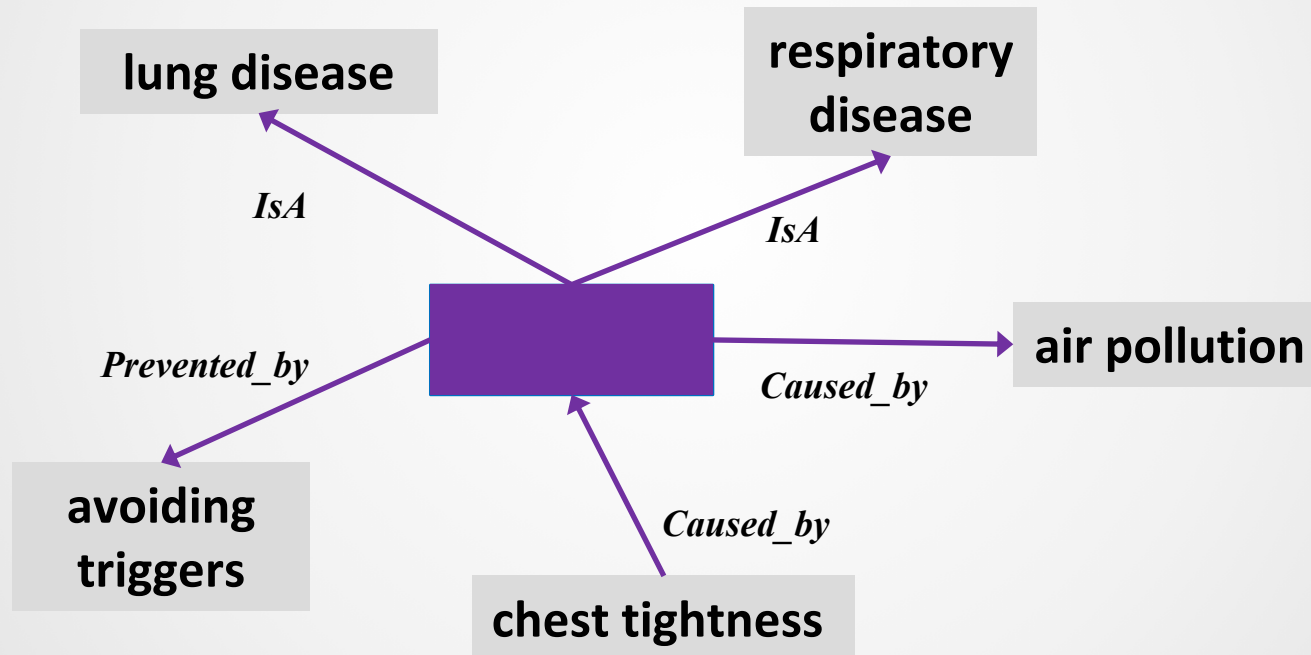 lung disease
respiratory
disease
IsA
IsA
Prevented_by
air pollution
Caused_by
avoiding
triggers
Caused_by
chest tightness